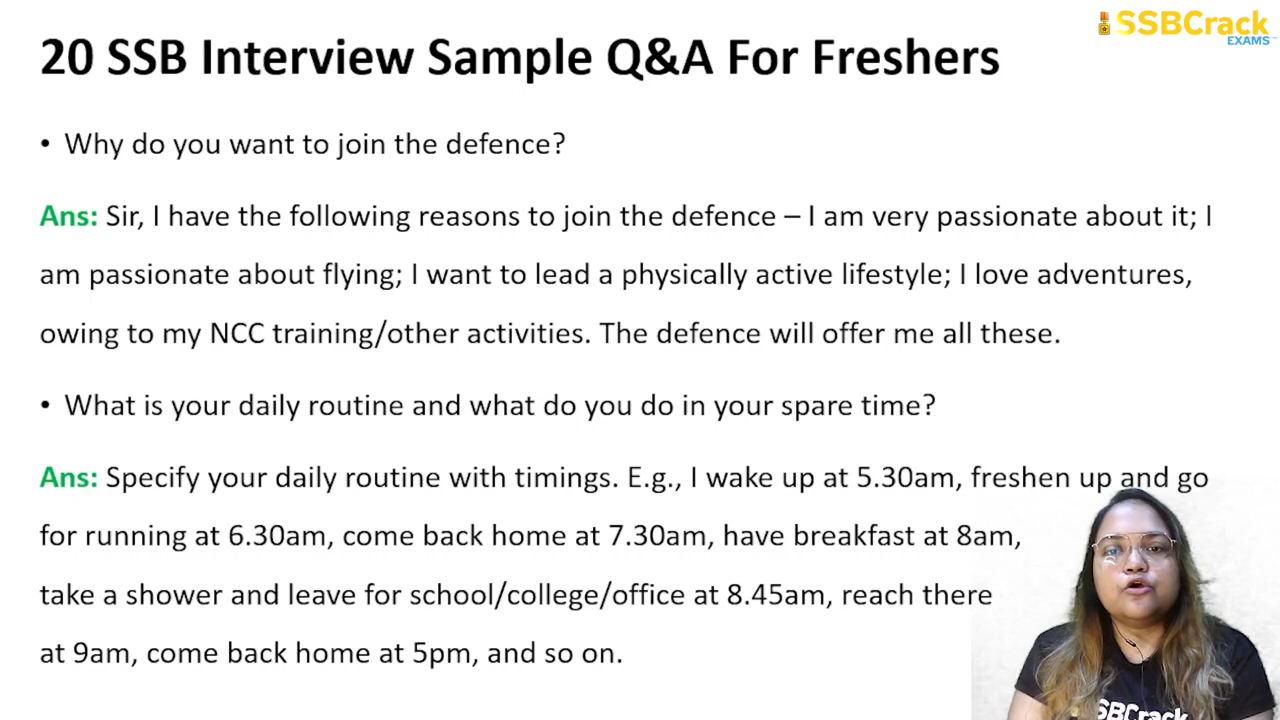 SSBCrack
EXAMS
20 SSB Interview Sample Q&A For Freshers
• Why do you want to join the defence?
Ans: Sir, I have the following reasons to join the defence – I am very passionate about it; I
am passionate about flying; I want to lead a physically active lifestyle; I love adventures,
owing to my NCC training/other activities. The defence will offer me all these.
• What is your daily routine and what do you do in your spare time?
Ans: Specify your daily routine with timings. E.g., I wake up at 5.30am, freshen up and go
for running at 6.30am, come back home at 7.30am, have breakfast at 8am,
take a shower and leave for school/college/office at 8.45am, reach there
at 9am, come back home at 5pm, and so on.
SSBCrack